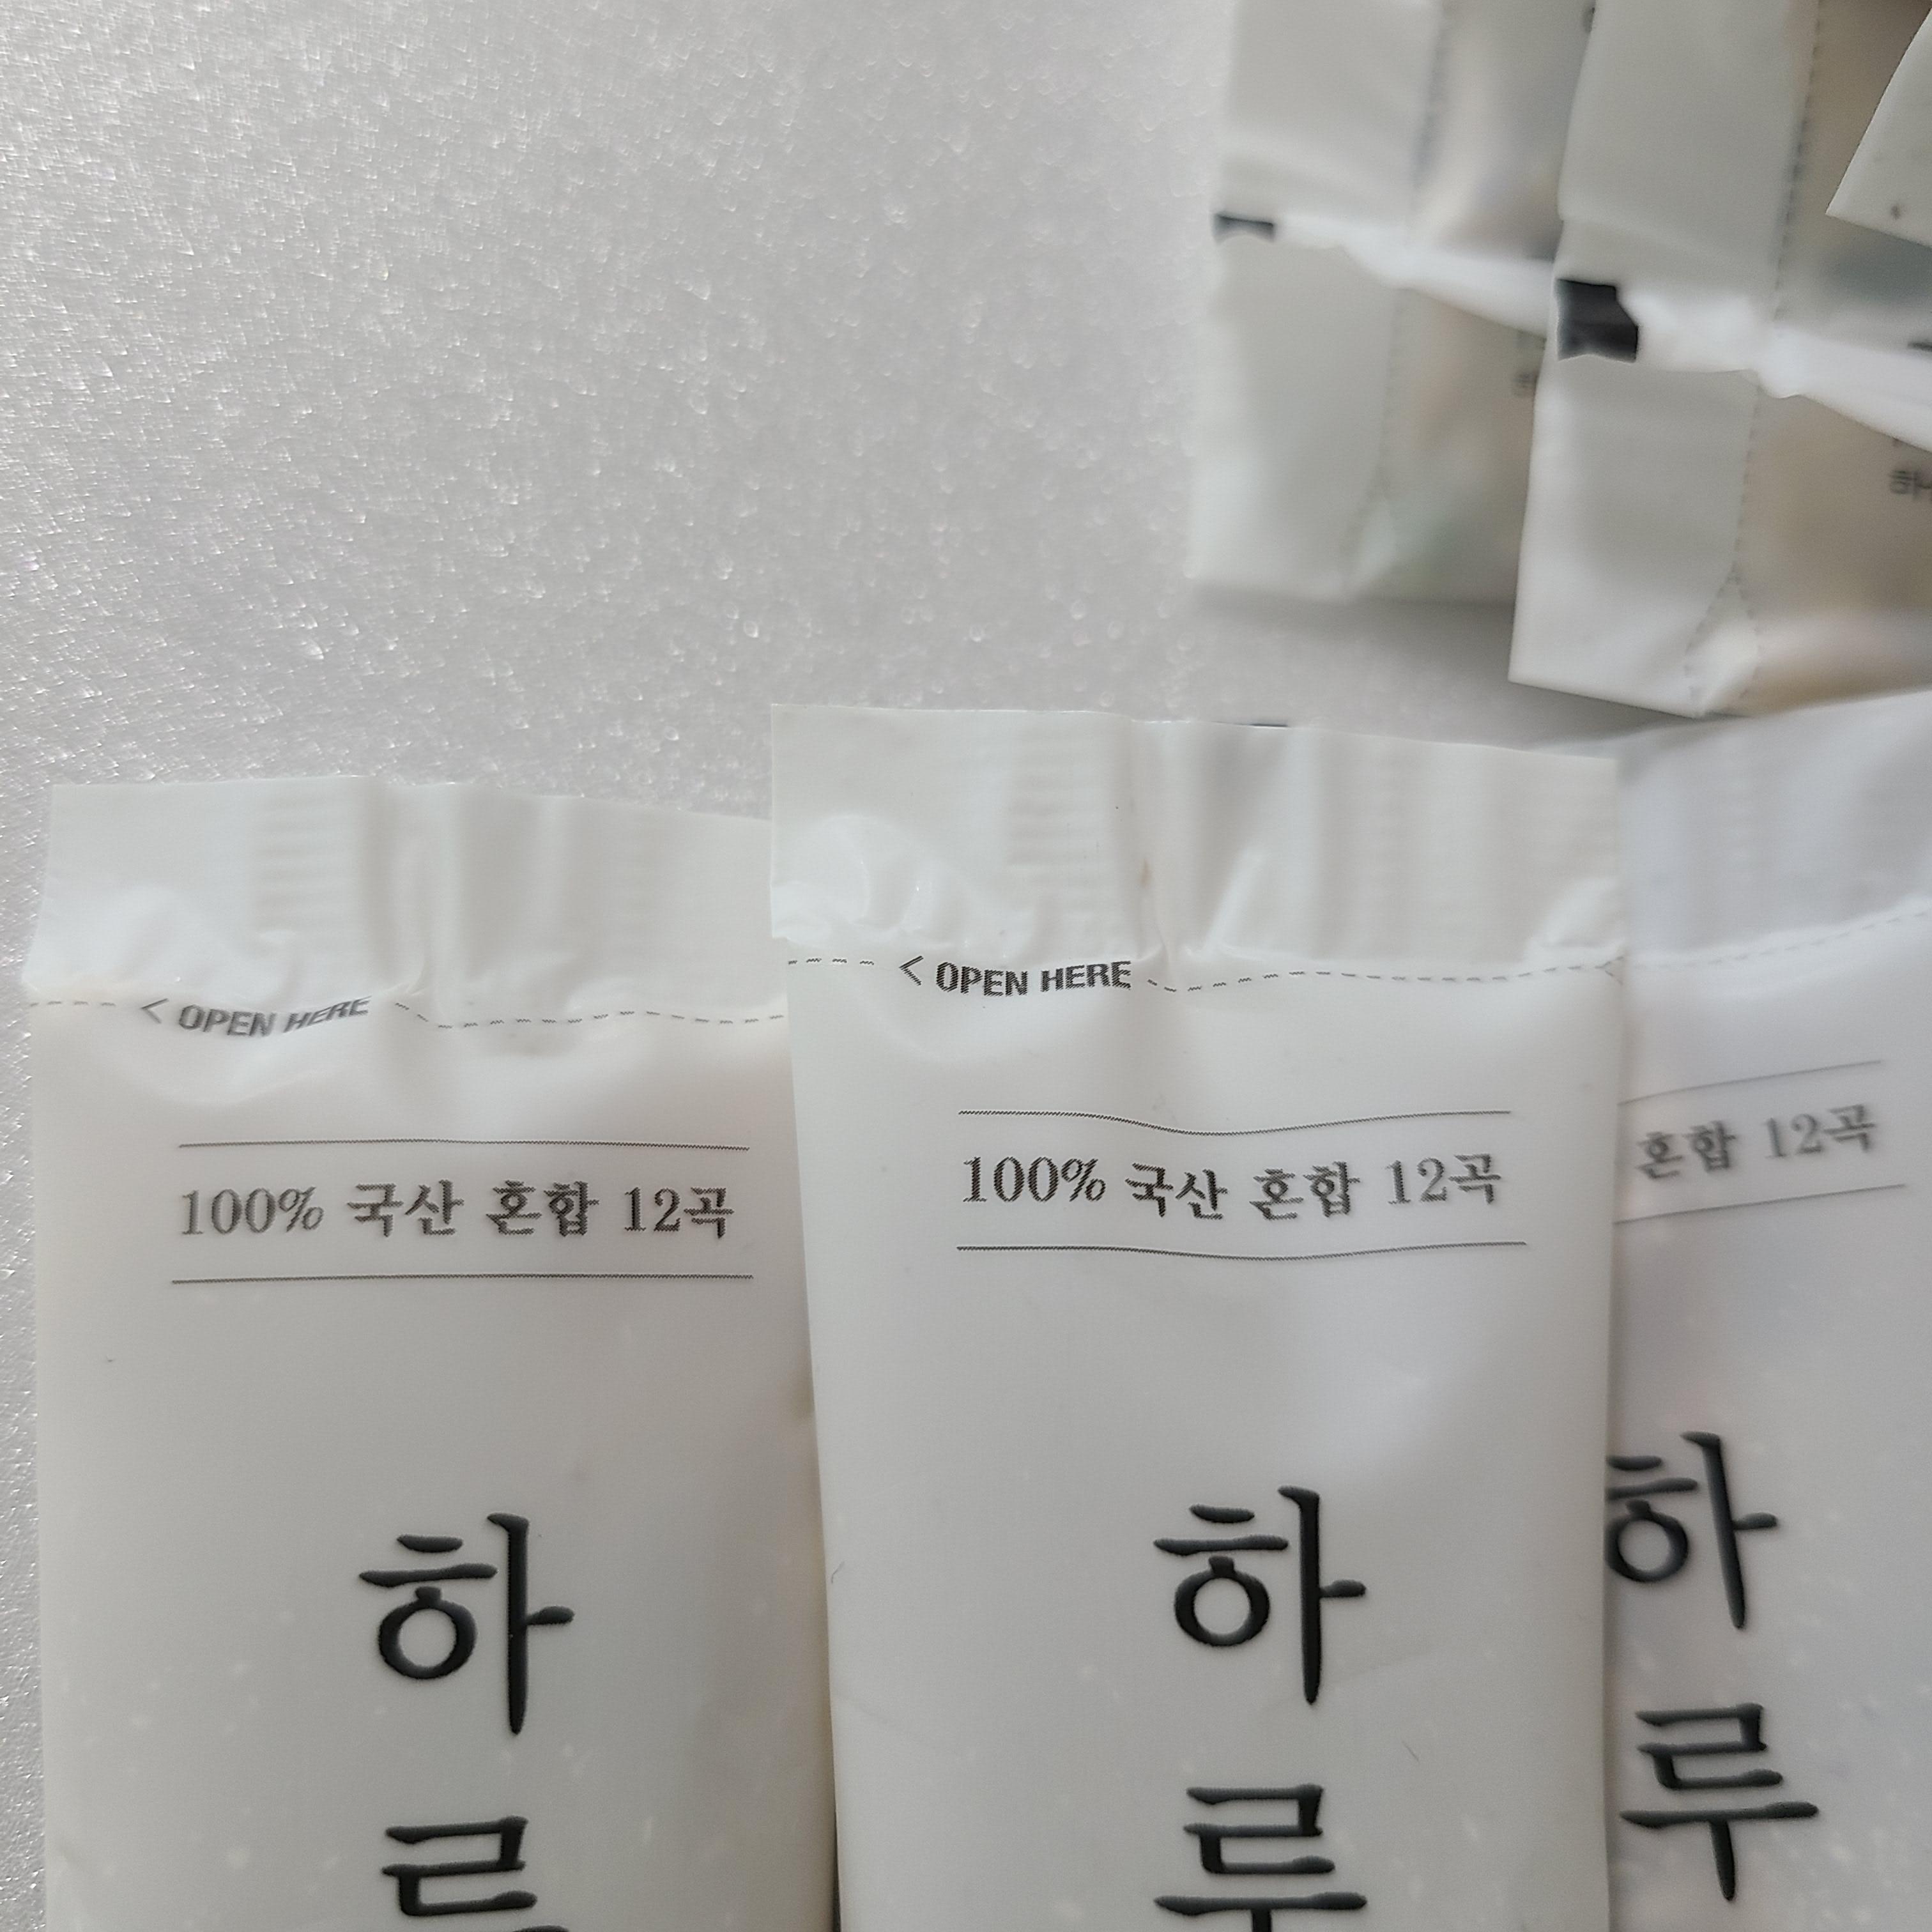 < OPEN HERE
100% 국산 혼합 12곡
하
< OPEN HERE
100% 국산 혼합 12곡
하
루
혼합 12곡
하
루